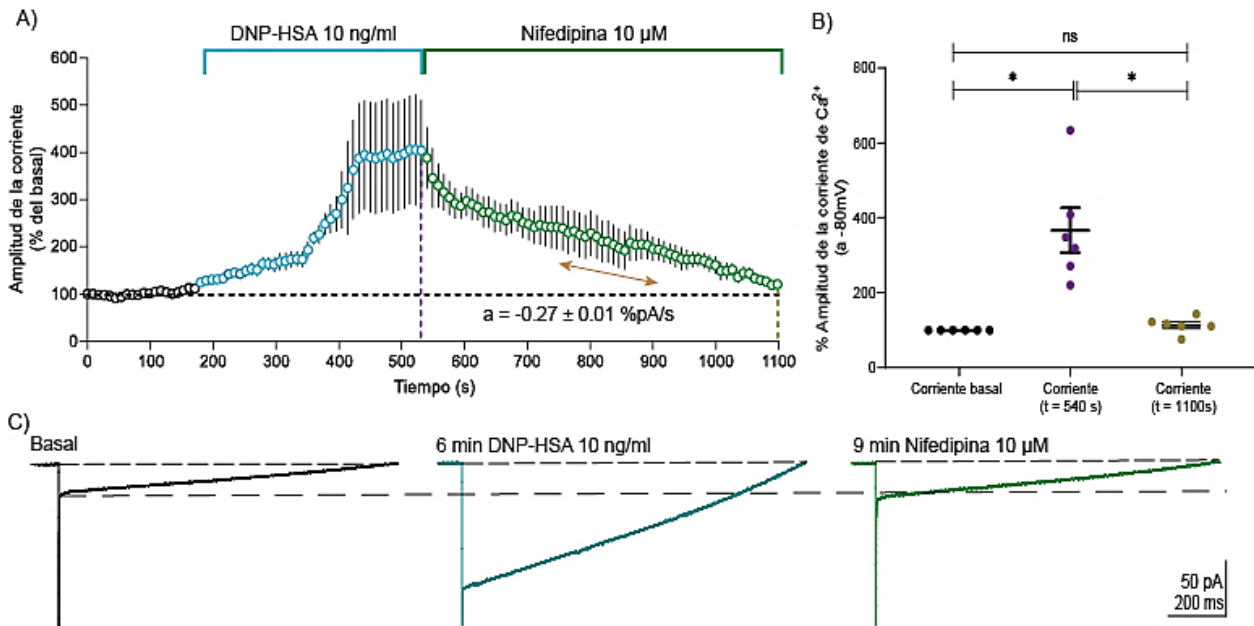 A)
DNP-HSA 10 ng/ml
Nifedipina 10 µM
Amplitud de la corriente
(% del basal)
600
500
400
300
200
100
0
a = -0.27 ± 0.01 %pA/s
0 100 200 300 400 500 600 700 800 900 1000 1100
Tiempo (s)
B)
ns
* *
% Amplitud de la corriente de Ca²⁺
(a -80mV)
800
600
400
200
0
Corriente basal
Corriente
(t = 540 s)
Corriente
(t = 1100s)
C)
Basal
6 min DNP-HSA 10 ng/ml
9 min Nifedipina 10 µM
50 pA
200 ms